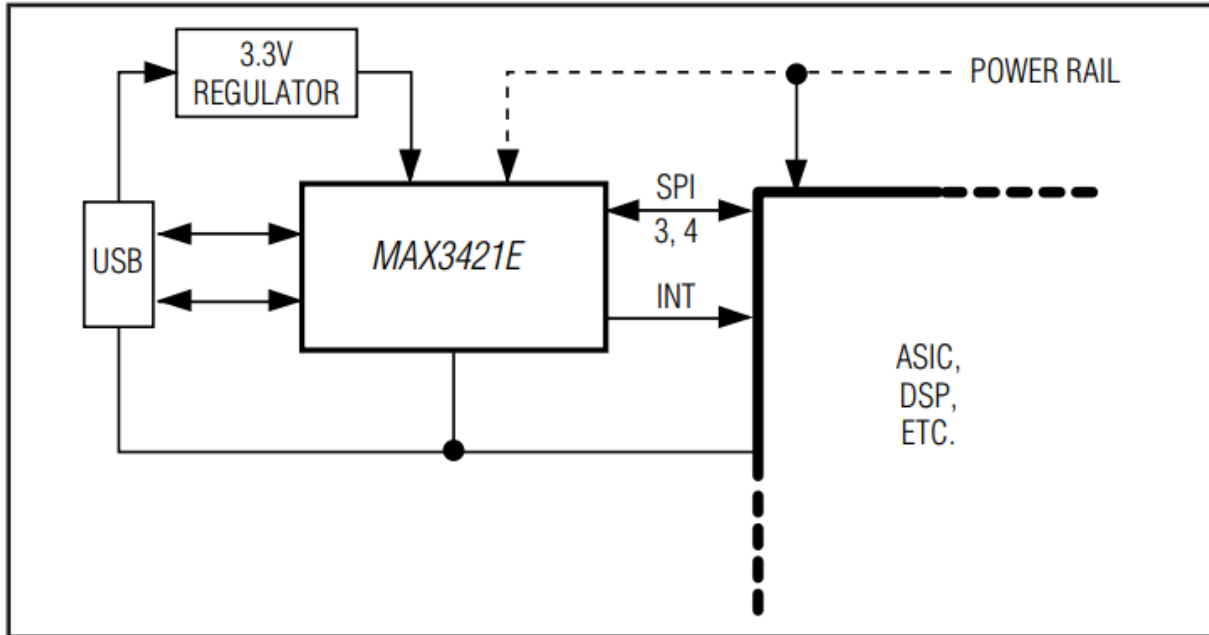 3.3V
REGULATOR
POWER RAIL
SPI
3, 4
USB
MAX3421E
INT
ASIC,
DSP,
ETC.